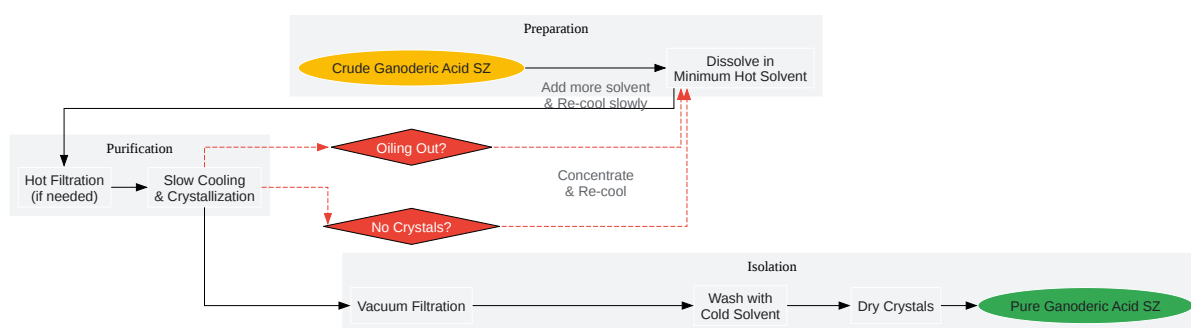 Preparation
Crude Ganoderic Acid SZ
Dissolve in
Minimum Hot Solvent
Add more solvent
& Re-cool slowly
Purification
Oiling Out?
Hot Filtration
(if needed)
Slow Cooling
& Crystallization
Concentrate
& Re-cool
No Crystals?
Isolation
Vacuum Filtration
Wash with
Cold Solvent
Dry Crystals
Pure Ganoderic Acid SZ